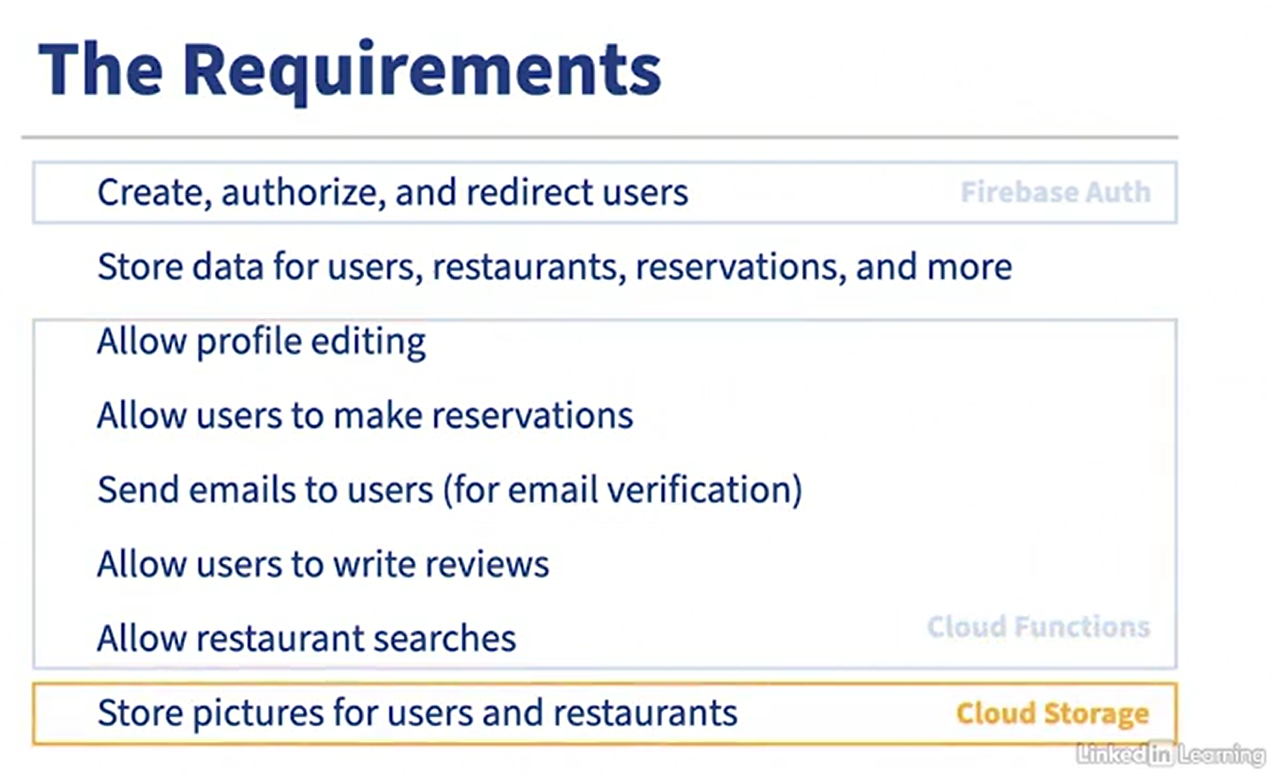 The Requirements
Create, authorize, and redirect users Firebase Auth
Store data for users, restaurants, reservations, and more
Allow profile editing
Allow users to make reservations
Send emails to users (for email verification)
Allow users to write reviews
Allow restaurant searches
Cloud Functions
Store pictures for users and restaurants Cloud Storage
Linked in Learning